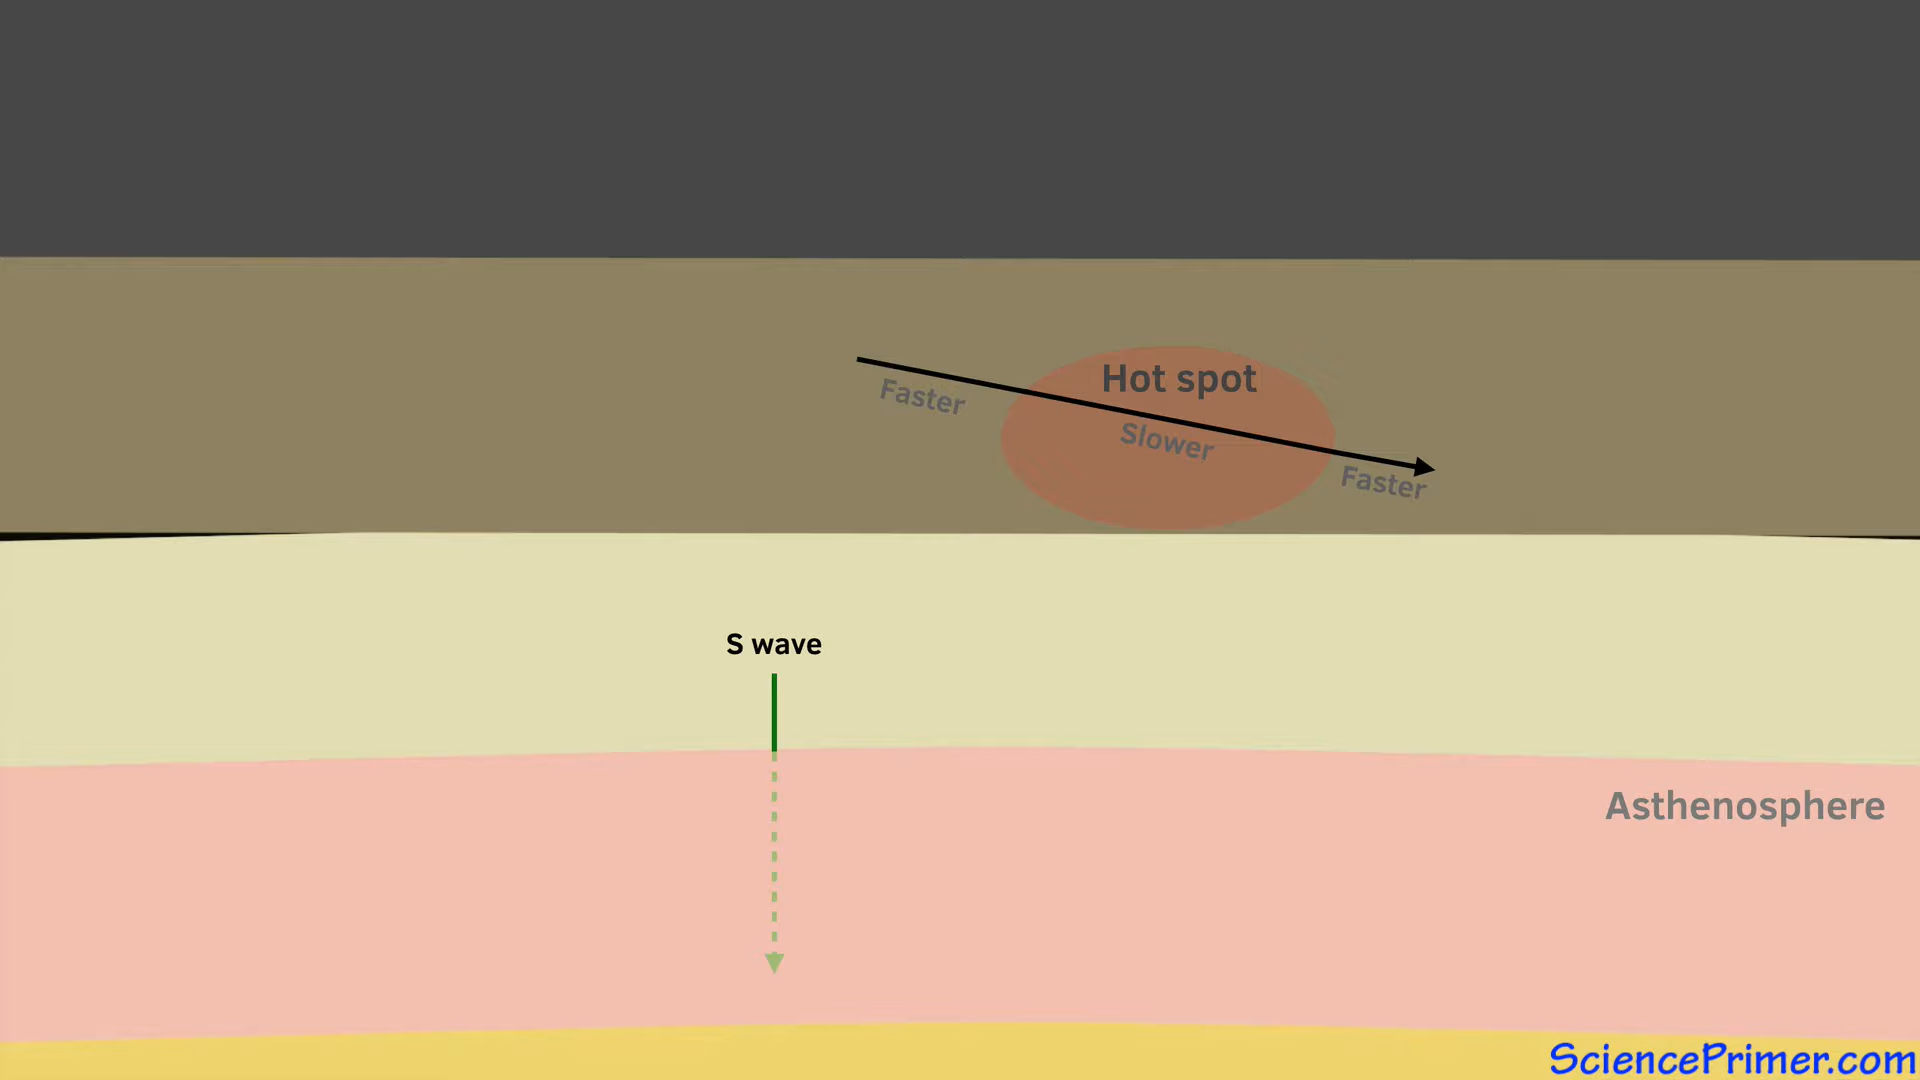 Hot spot
Faster
Slower
Faster
S wave
Asthenosphere
SciencePrimer.com